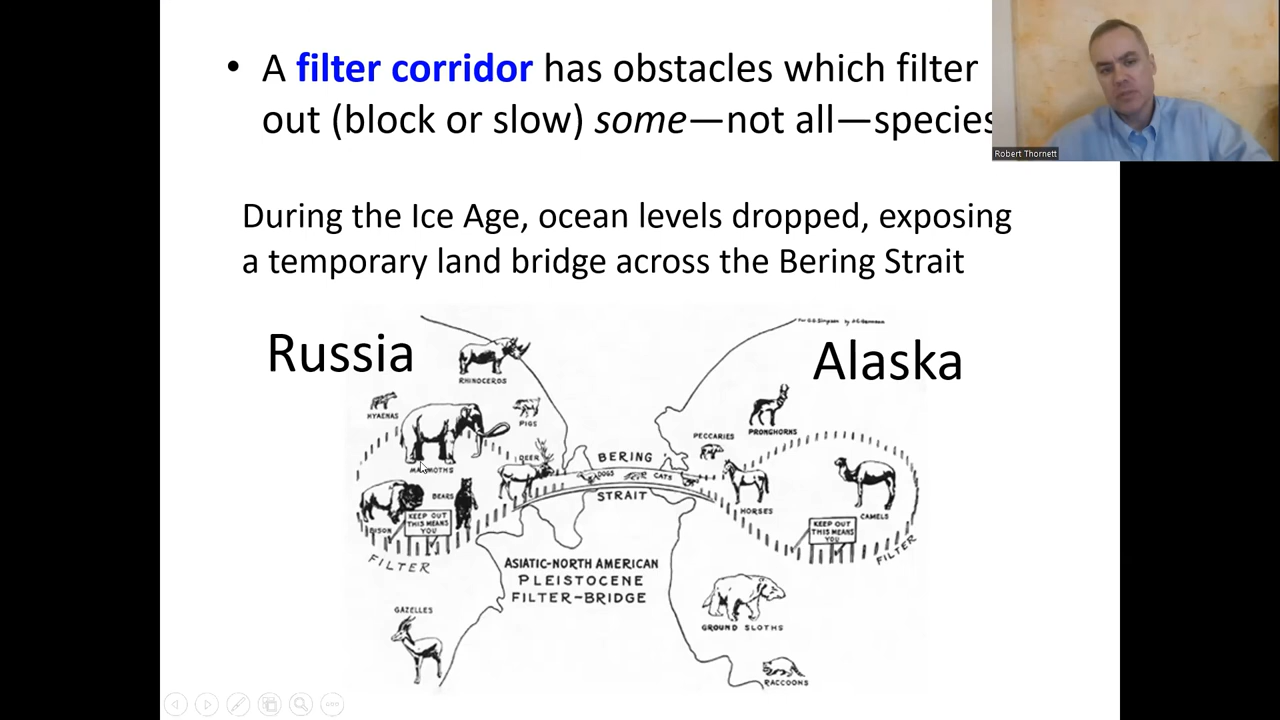 • A filter corridor has obstacles which filter
out (block or slow) some—not all—species
Robert Thornett
During the Ice Age, ocean levels dropped, exposing
a temporary land bridge across the Bering Strait
Russia
Alaska
RHINOCEROS
HYAENAS
PIGS
PRONGHORNS
MAMMOTHS
DEER
BERING
DOGS
CATS
STRAIT
PECCARIES
BISON
BEARS
KEEP OUT
THIS MEANS
YOU
FILTER
HORSES
CAMELS
KEEP OUT
THIS MEANS
YOU
FILTER
ASIATIC-NORTH AMERICAN
PLEISTOCENE
FILTER-BRIDGE
GAZELLES
GROUND SLOTHS
RACCOONS